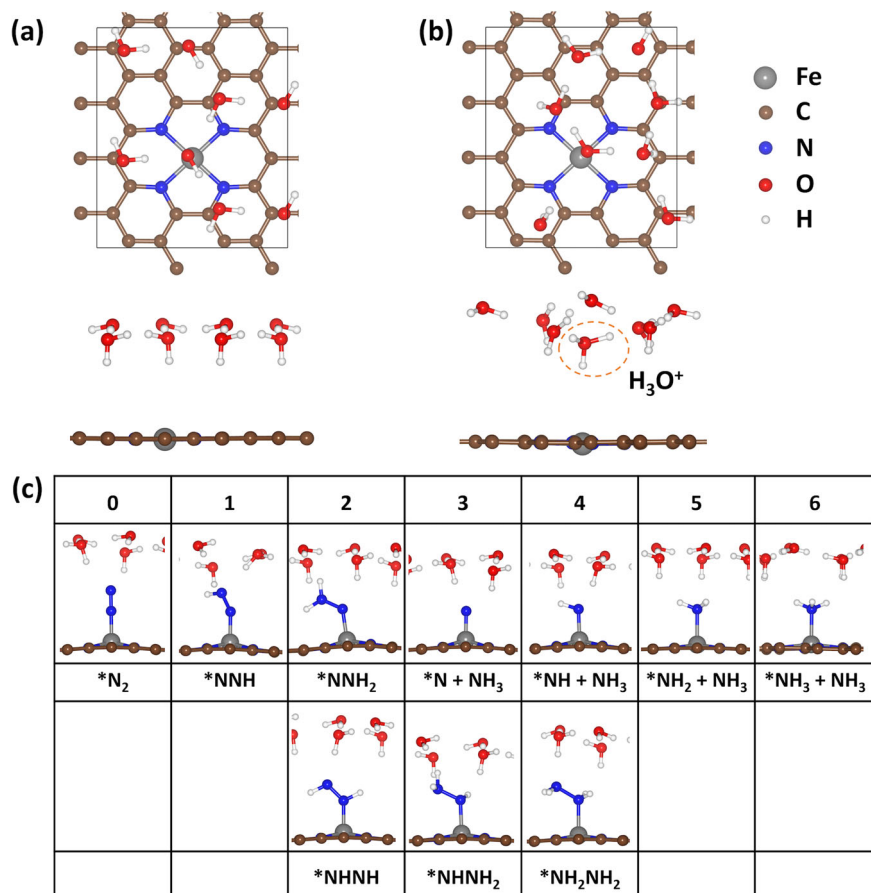 (a)
(b)
Fe
C
N
O
H
H₃O⁺
(c)
0 1 2 3 4 5 6
*N₂ *NNH *NNH₂ *N + NH₃ *NH + NH₃ *NH₂ + NH₃ *NH₃ + NH₃
*NHNH *NHNH₂ *NH₂NH₂